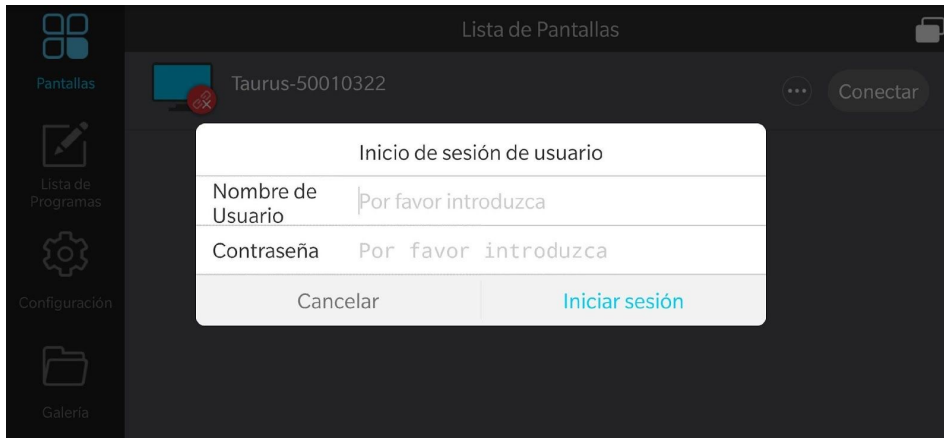 Lista de Pantallas
Pantallas
Taurus-50010322
Conectar
Lista de
Programas
Configuración
Galería
Inicio de sesión de usuario
Nombre de
Usuario
Por favor introduzca
Contraseña
Por favor introduzca
Cancelar
Iniciar sesión